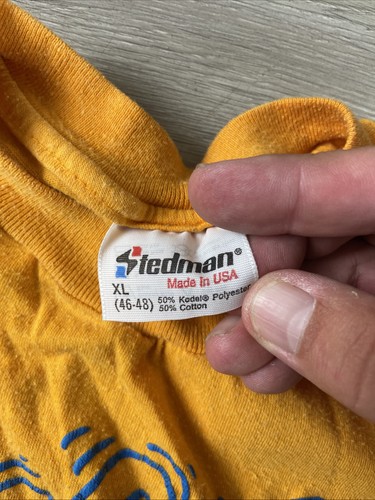 Stedman®
Made in USA
XL
(46-48)
50% Kodel® Polyester
50% Cotton